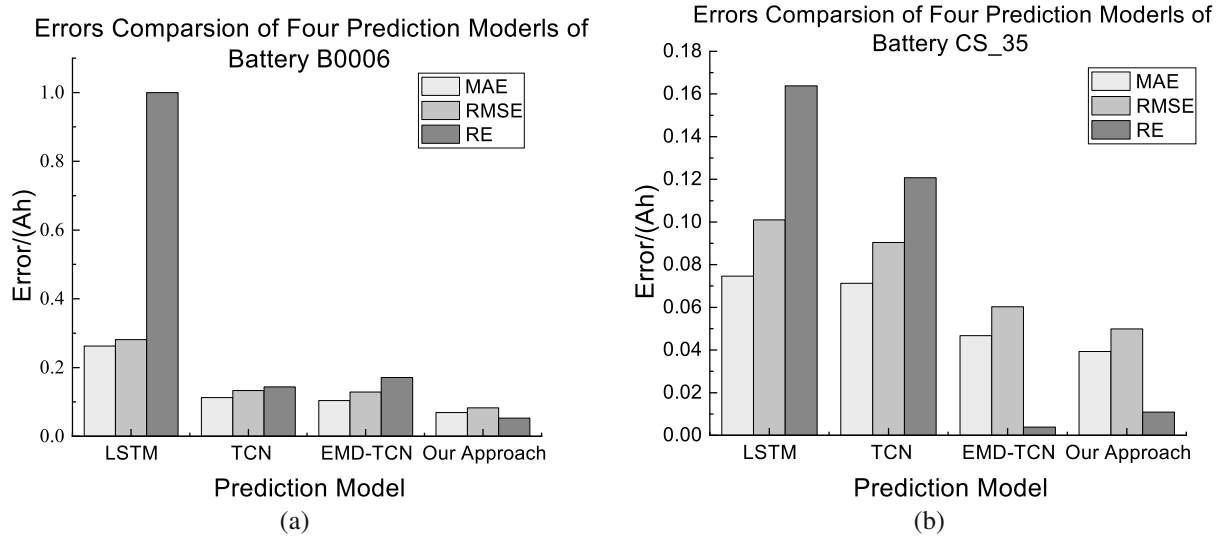 Errors Comparsion of Four Prediction Moderls of
Battery B0006
MAE
RMSE
RE
1.0
0.8
0.6
0.4
0.2
0.0
Error/(Ah)
LSTM
TCN
EMD-TCN
Our Approach
Prediction Model
(a)
Errors Comparsion of Four Prediction Moderls of
Battery CS_35
MAE
RMSE
RE
0.18
0.16
0.14
0.12
0.10
0.08
0.06
0.04
0.02
0.00
Error/(Ah)
LSTM
TCN
EMD-TCN
Our Approach
Prediction Model
(b)